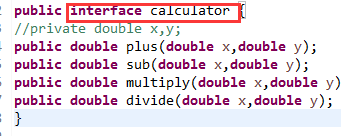 public interface calculator {
//private double x,y;
public double plus(double x,double y);
public double sub(double x,double y);
public double multiply(double x,double y)
public double divide(double x,double y);
}